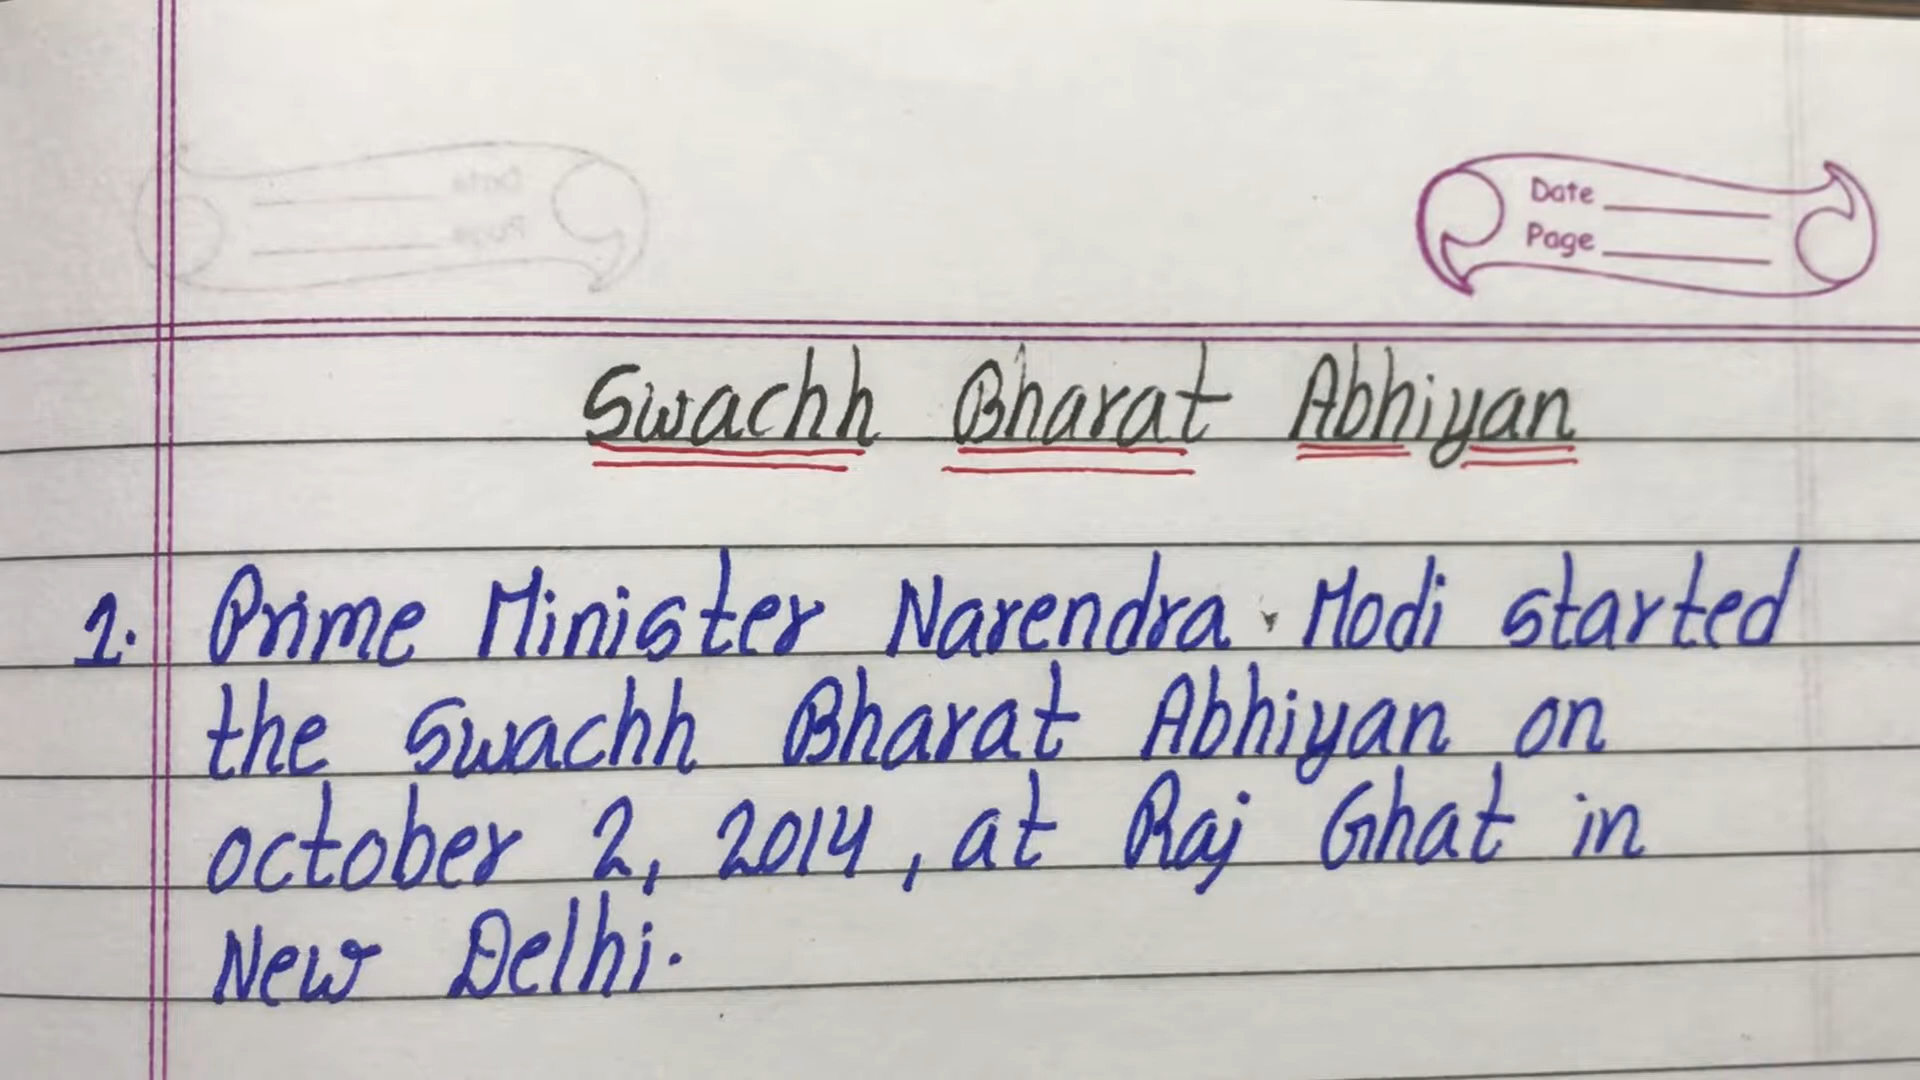 Date
Page
Swachh Bharat Abhiyan
1. Prime Minister Narendra Modi started
the Swachh Bharat Abhiyan on
october 2, 2014, at Raj Ghat in
New Delhi.